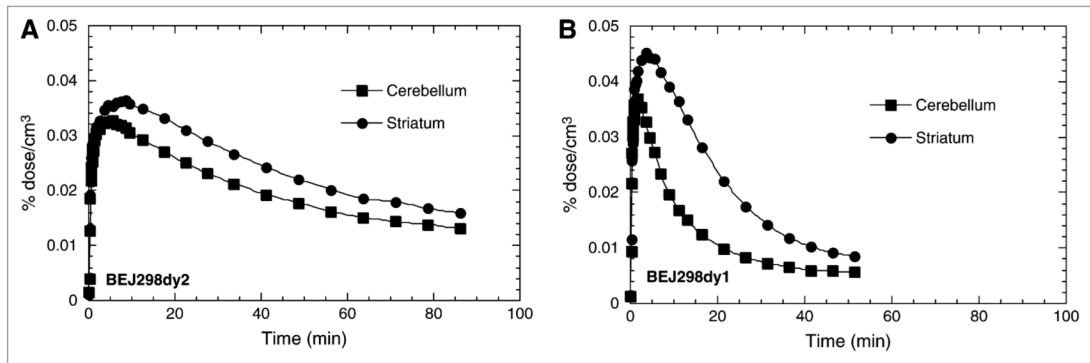 A
0.05
0.04
0.03
0.02
0.01
0
% dose/cm³
Cerebellum
Striatum
BEJ298dy2
0 20 40 60 80 100
Time (min)
B
0.05
0.04
0.03
0.02
0.01
0
% dose/cm³
Cerebellum
Striatum
BEJ298dy1
0 20 40 60 80 100
Time (min)